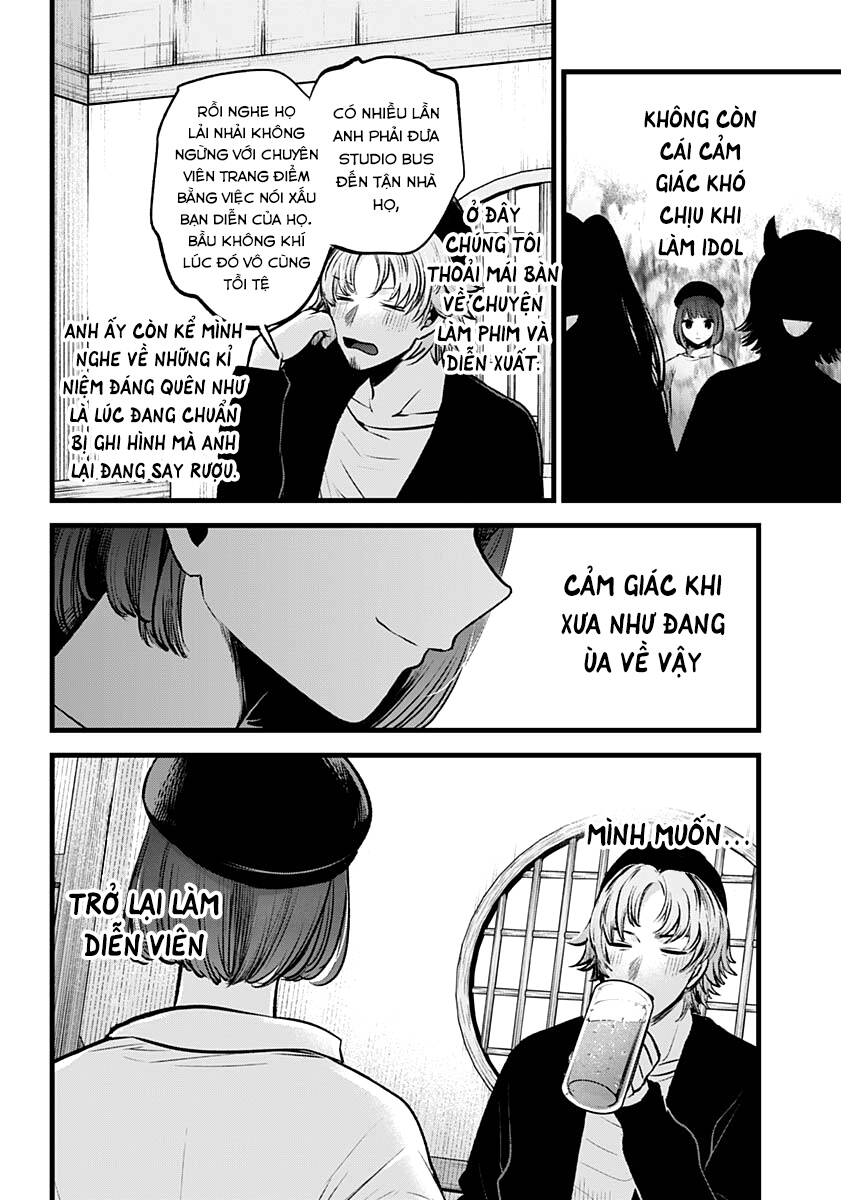 KHÔNG CÒN
CÁI CẢM
GIÁC KHÓ
CHỊU KHI
LÀM IDOL
Ở ĐÂY
CHÚNG TÔI
THOẢI MÁI BÀN
VỀ CHUYỆN
LÀM PHIM VÀ
DIỄN XUẤT.
CÓ NHIỀU LẦN
ANH PHẢI ĐƯA
STUDIO BUS
ĐẾN TẬN NHÀ
HỌ,
RỒI NGHE HỌ
LẢI NHẢI KHÔNG
NGỪNG VỚI CHUYÊN
VIÊN TRANG ĐIỂM
BẰNG VIỆC NÓI XẤU
BẠN DIỄN CỦA HỌ.
BẦU KHÔNG KHÍ
LÚC ĐÓ VÔ CÙNG
TỒI TỆ
ANH ẤY CÒN KỂ MÌNH
NGHE VỀ NHỮNG KỈ
NIỆM ĐÁNG QUÊN NHƯ
LÀ LÚC ĐANG CHUẨN
BỊ GHI HÌNH MÀ ANH
LẠI ĐANG SAY RƯỢU.
CẢM GIÁC KHI
XƯA NHƯ ĐANG
ÙA VỀ VẬY
MÌNH MUỐN...
TRỞ LẠI LÀM
DIỄN VIÊN